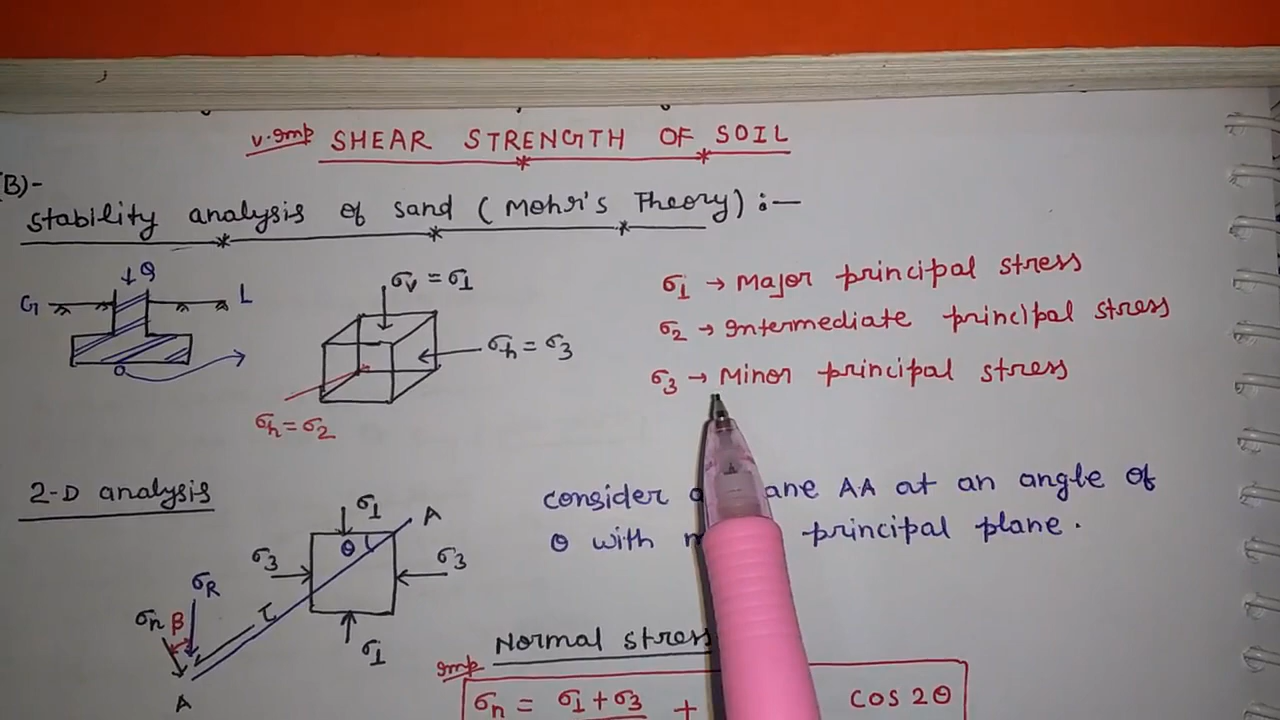 v.Imp SHEAR STRENGTH OF SOIL
(B)-
Stability analysis of sand (Mohr's Theory) :-
↓Q
G L
σv = σ1
σh = σ3
σh = σ2
σ1 → Major principal stress
σ2 → Intermediate principal stress
σ3 → Minor principal stress
2-D analysis
consider a ane AA at an angle of
θ with principal plane.
σ1
A
θ
σ3 σ3
σR
σn β
τ
σ1
A
Normal stress
Imp
σn = σ1 + σ3 + cos 2θ